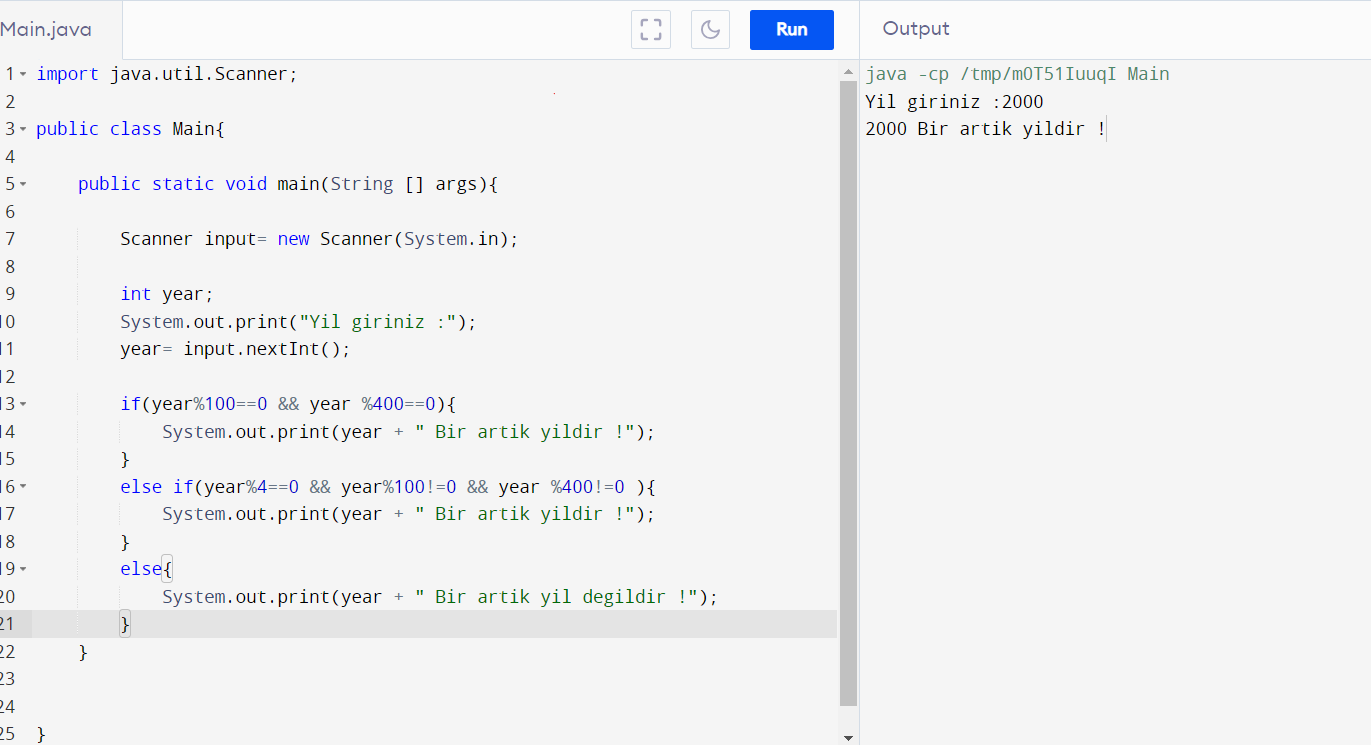 Main.java
Run
Output
1 import java.util.Scanner;
2
3 public class Main{
4
5 public static void main(String [] args){
6
7 Scanner input= new Scanner(System.in);
8
9 int year;
10 System.out.print("Yil giriniz :");
11 year= input.nextInt();
12
13 if(year%100==0 && year %400==0){
14 System.out.print(year + " Bir artik yildir !");
15 }
16 else if(year%4==0 && year%100!=0 && year %400!=0 ){
17 System.out.print(year + " Bir artik yildir !");
18 }
19 else{
20 System.out.print(year + " Bir artik yil degildir !");
21 }
22 }
23
24
25 }
java -cp /tmp/m0T51IuuqI Main
Yil giriniz :2000
2000 Bir artik yildir !